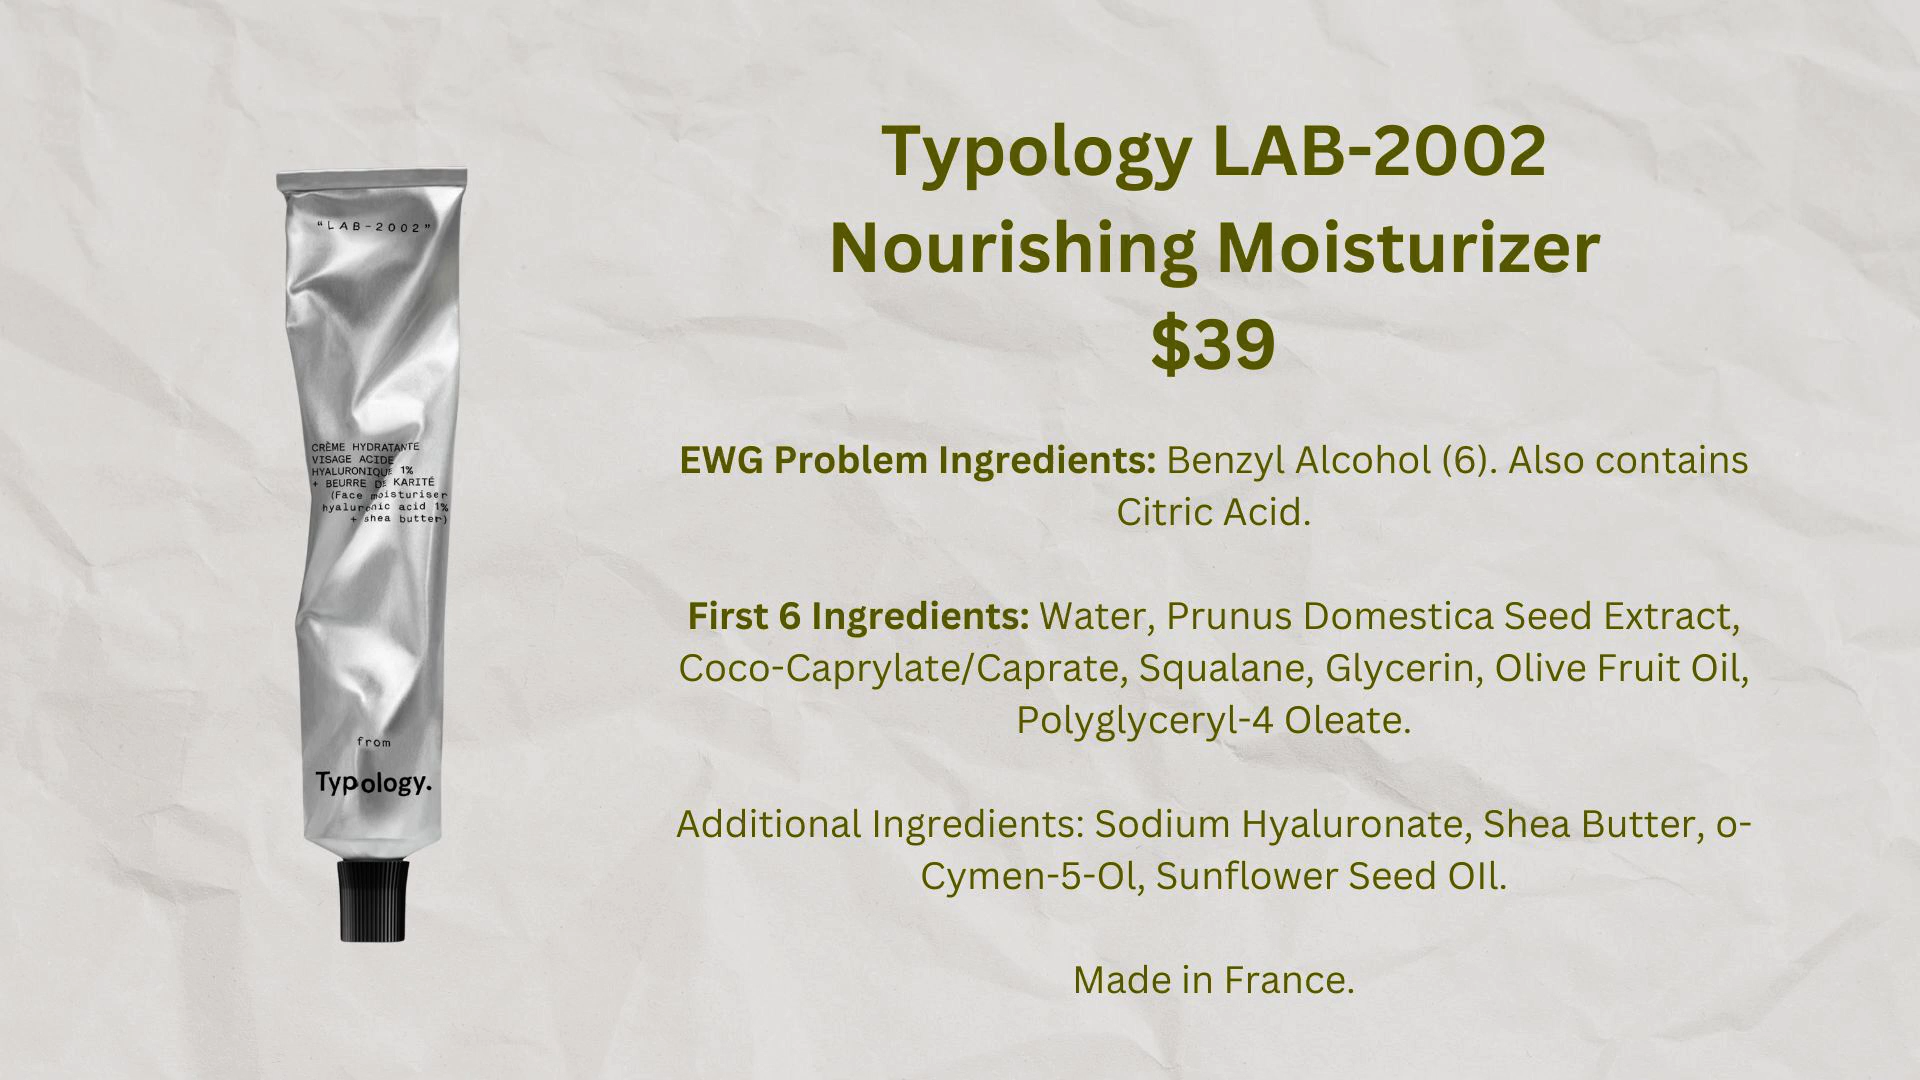 “LAB-2002”
CRÈME HYDRATANTE
VISAGE ACIDE
HYALURONIQUE 1%
+ BEURRE DE KARITÉ
(Face moisturiser
hyaluronic acid 1%
+ shea butter)
from
Typology.
Typology LAB-2002
Nourishing Moisturizer
$39
EWG Problem Ingredients: Benzyl Alcohol (6). Also contains
Citric Acid.
First 6 Ingredients: Water, Prunus Domestica Seed Extract,
Coco-Caprylate/Caprate, Squalane, Glycerin, Olive Fruit Oil,
Polyglyceryl-4 Oleate.
Additional Ingredients: Sodium Hyaluronate, Shea Butter, o-
Cymen-5-Ol, Sunflower Seed OIl.
Made in France.